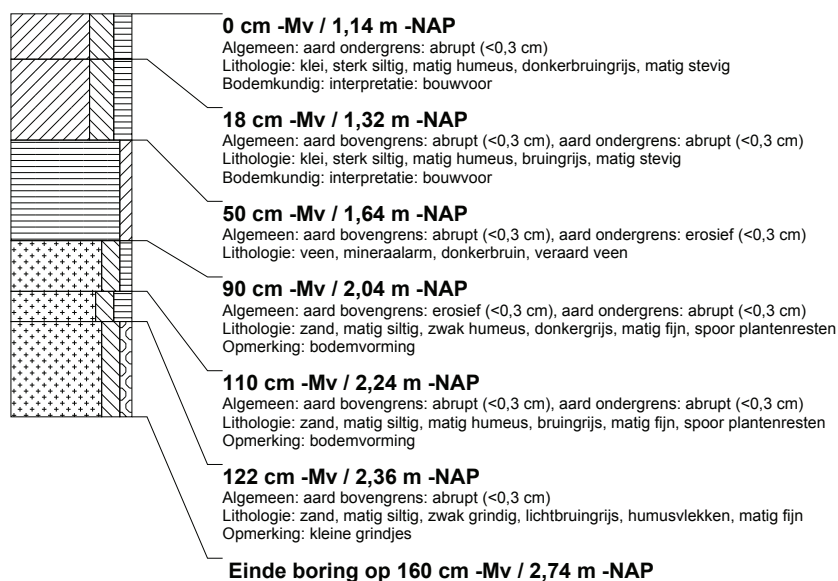 0 cm -Mv / 1,14 m -NAP
Algemeen: aard ondergrens: abrupt (<0,3 cm)
Lithologie: klei, sterk siltig, matig humeus, donkerbruingrijs, matig stevig
Bodemkundig: interpretatie: bouwvoor
18 cm -Mv / 1,32 m -NAP
Algemeen: aard bovengrens: abrupt (<0,3 cm), aard ondergrens: abrupt (<0,3 cm)
Lithologie: klei, sterk siltig, matig humeus, bruingrijs, matig stevig
Bodemkundig: interpretatie: bouwvoor
50 cm -Mv / 1,64 m -NAP
Algemeen: aard bovengrens: abrupt (<0,3 cm), aard ondergrens: erosief (<0,3 cm)
Lithologie: veen, mineraalarm, donkerbruin, veraard veen
90 cm -Mv / 2,04 m -NAP
Algemeen: aard bovengrens: erosief (<0,3 cm), aard ondergrens: abrupt (<0,3 cm)
Lithologie: zand, matig siltig, zwak humeus, donkergrijs, matig fijn, spoor plantenresten
Opmerking: bodemvorming
110 cm -Mv / 2,24 m -NAP
Algemeen: aard bovengrens: abrupt (<0,3 cm), aard ondergrens: abrupt (<0,3 cm)
Lithologie: zand, matig siltig, matig humeus, bruingrijs, matig fijn, spoor plantenresten
Opmerking: bodemvorming
122 cm -Mv / 2,36 m -NAP
Algemeen: aard bovengrens: abrupt (<0,3 cm)
Lithologie: zand, matig siltig, zwak grindig, lichtbruingrijs, humusvlekken, matig fijn
Opmerking: kleine grindjes
Einde boring op 160 cm -Mv / 2,74 m -NAP